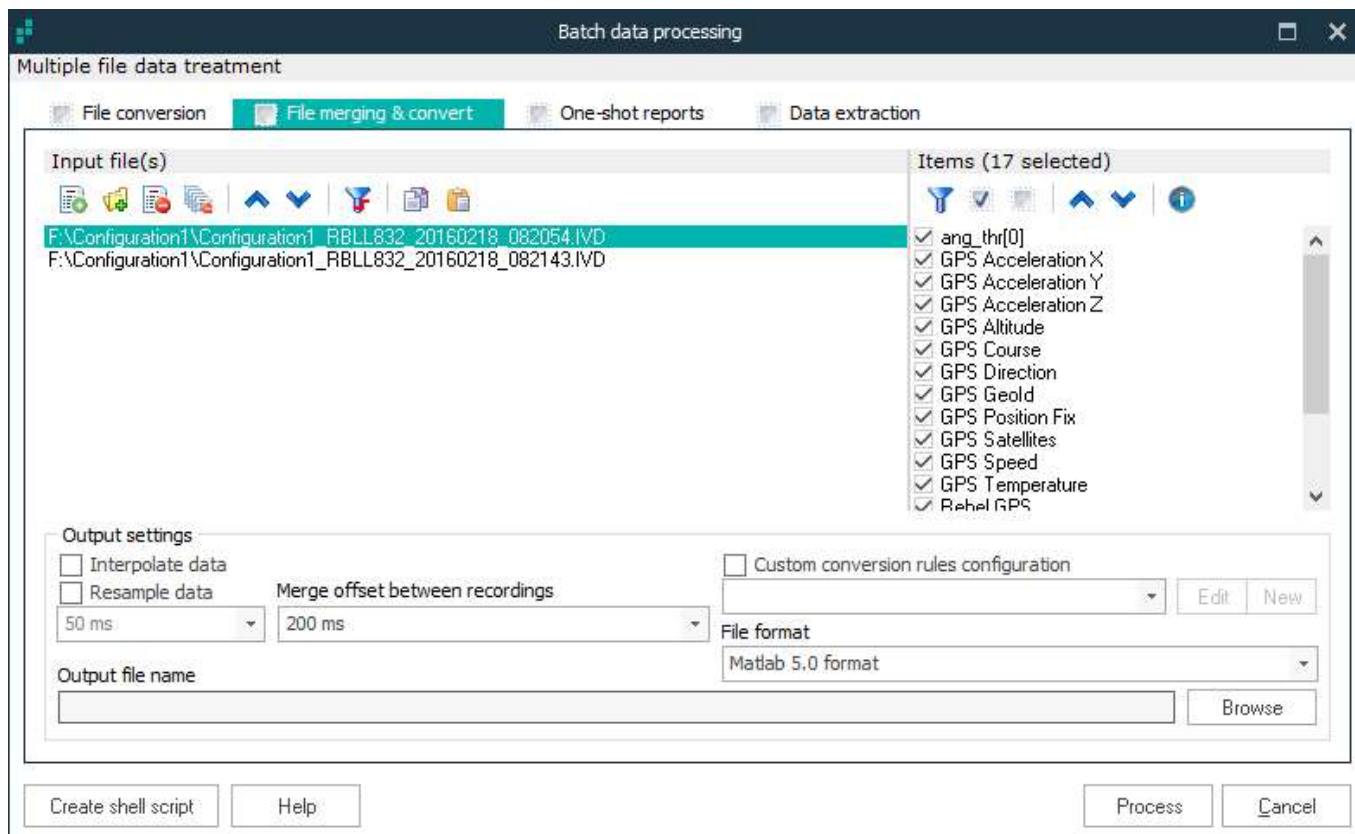 Batch data processing
Multiple file data treatment
File conversion File merging & convert One-shot reports Data extraction
Input file(s)
F:\Configuration1\Configuration1_RBLL832_20160218_082054.IVD
F:\Configuration1\Configuration1_RBLL832_20160218_082143.IVD
Items (17 selected)
ang_thr[0]
GPS Acceleration X
GPS Acceleration Y
GPS Acceleration Z
GPS Altitude
GPS Course
GPS Direction
GPS GeoId
GPS Position Fix
GPS Satellites
GPS Speed
GPS Temperature
Rebel GPS
Output settings
Interpolate data
Resample data
50 ms
Merge offset between recordings
200 ms
Custom conversion rules configuration
Edit New
File format
Matlab 5.0 format
Output file name
Browse
Create shell script Help Process Cancel